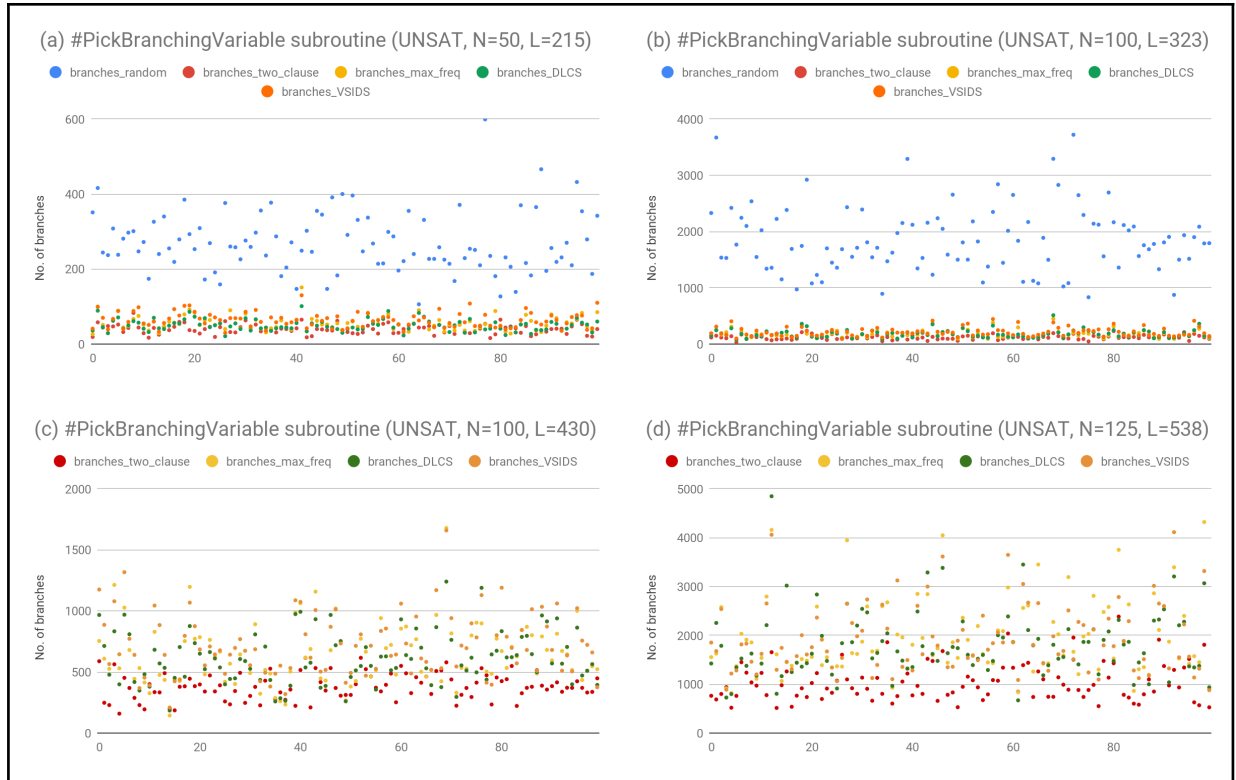 (a) #PickBranchingVariable subroutine (UNSAT, N=50, L=215)
branches_random branches_two_clause branches_max_freq branches_DLCS
branches_VSIDS
600
400
200
0
No. of branches
0 20 40 60 80
(b) #PickBranchingVariable subroutine (UNSAT, N=100, L=323)
branches_random branches_two_clause branches_max_freq branches_DLCS
branches_VSIDS
4000
3000
2000
1000
0
No. of branches
0 20 40 60 80
(c) #PickBranchingVariable subroutine (UNSAT, N=100, L=430)
branches_two_clause branches_max_freq branches_DLCS branches_VSIDS
2000
1500
1000
500
0
No. of branches
0 20 40 60 80
(d) #PickBranchingVariable subroutine (UNSAT, N=125, L=538)
branches_two_clause branches_max_freq branches_DLCS branches_VSIDS
5000
4000
3000
2000
1000
0
No. of branches
0 20 40 60 80